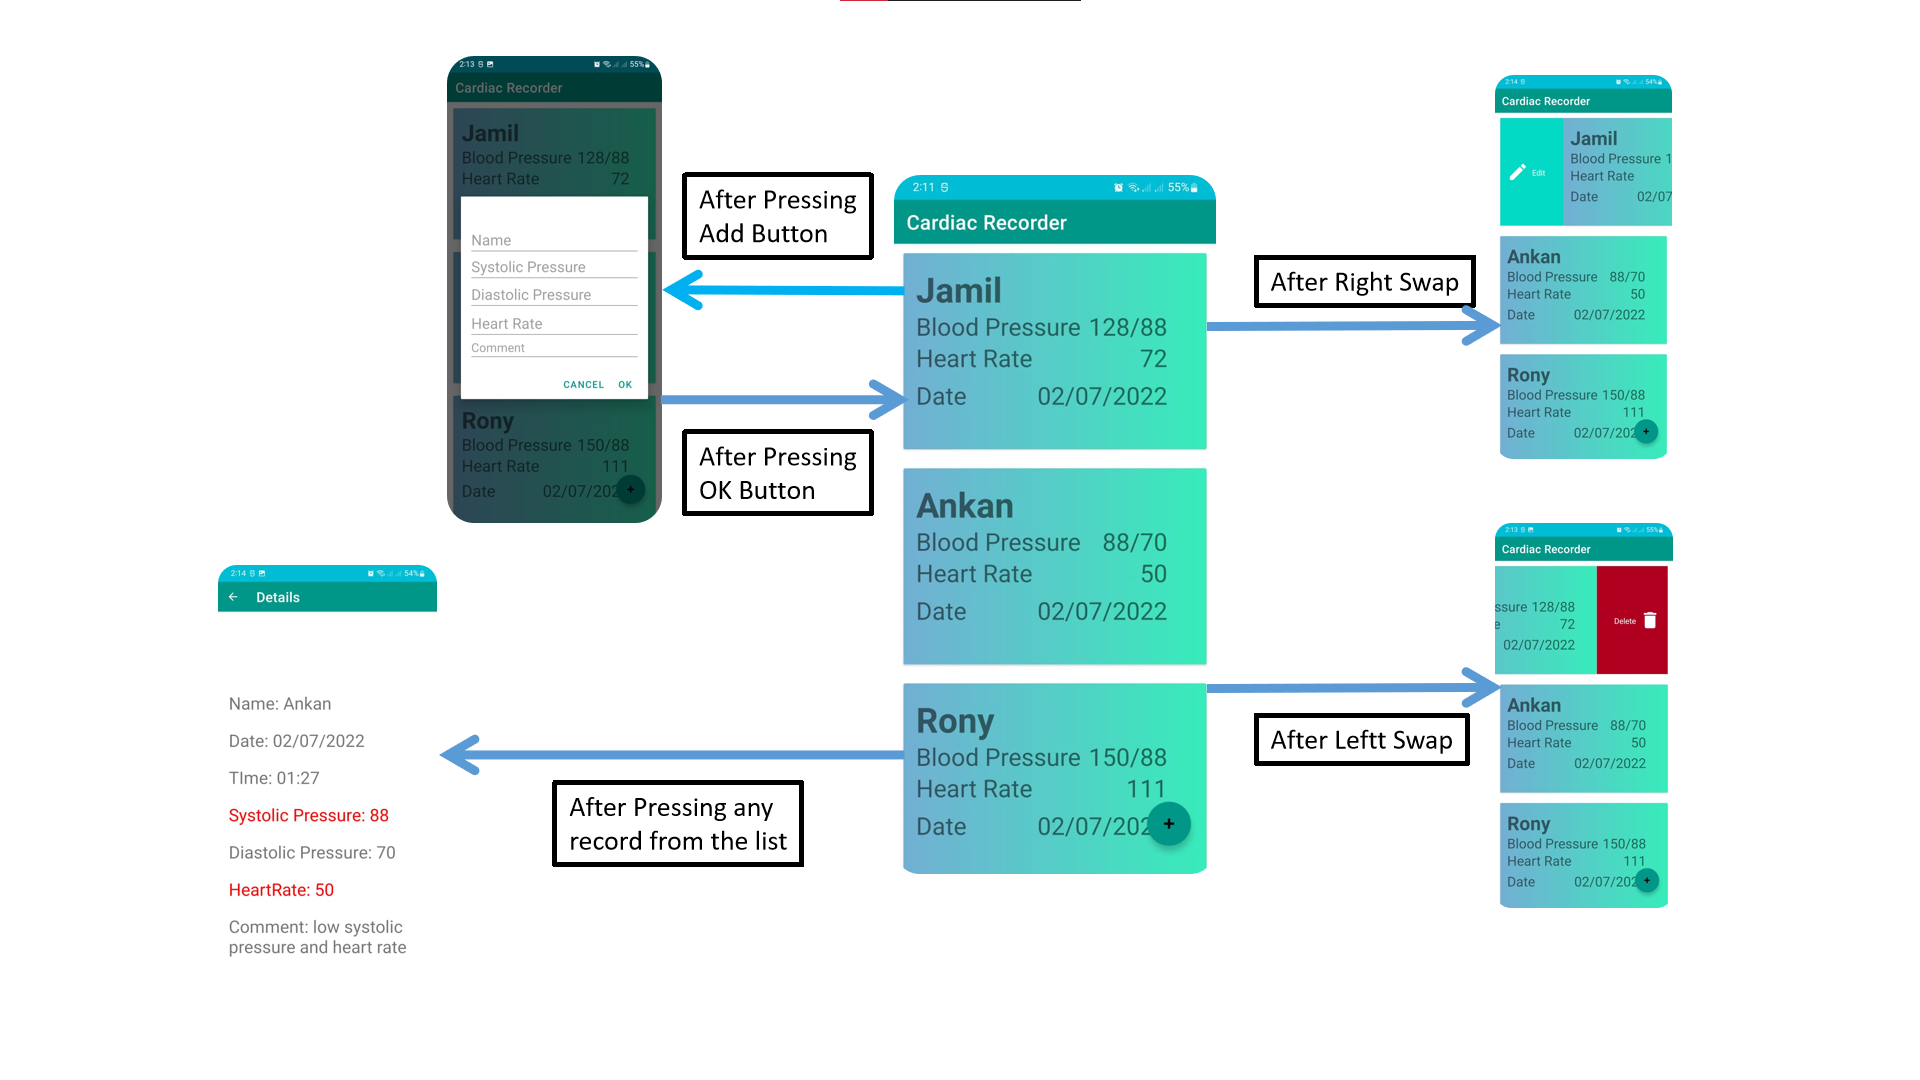 2:13 55%
Cardiac Recorder
Jamil
Blood Pressure 128/88
Heart Rate 72
Name
Systolic Pressure
Diastolic Pressure
Heart Rate
Comment
CANCEL OK
Rony
Blood Pressure 150/88
Heart Rate 111
Date 02/07/202
+
After Pressing
Add Button
After Pressing
OK Button
2:11 55%
Cardiac Recorder
Jamil
Blood Pressure 128/88
Heart Rate 72
Date 02/07/2022
Ankan
Blood Pressure 88/70
Heart Rate 50
Date 02/07/2022
Rony
Blood Pressure 150/88
Heart Rate 111
Date 02/07/202
+
After Right Swap
2:14 54%
Cardiac Recorder
Edit
Jamil
Blood Pressure 1
Heart Rate
Date 02/07
Ankan
Blood Pressure 88/70
Heart Rate 50
Date 02/07/2022
Rony
Blood Pressure 150/88
Heart Rate 111
Date 02/07/202
+
After Leftt Swap
2:13 55%
Cardiac Recorder
ssure 128/88
e 72
02/07/2022
Delete
Ankan
Blood Pressure 88/70
Heart Rate 50
Date 02/07/2022
Rony
Blood Pressure 150/88
Heart Rate 111
Date 02/07/202
+
After Pressing any
record from the list
2:14 54%
Details
Name: Ankan
Date: 02/07/2022
TIme: 01:27
Systolic Pressure: 88
Diastolic Pressure: 70
HeartRate: 50
Comment: low systolic
pressure and heart rate